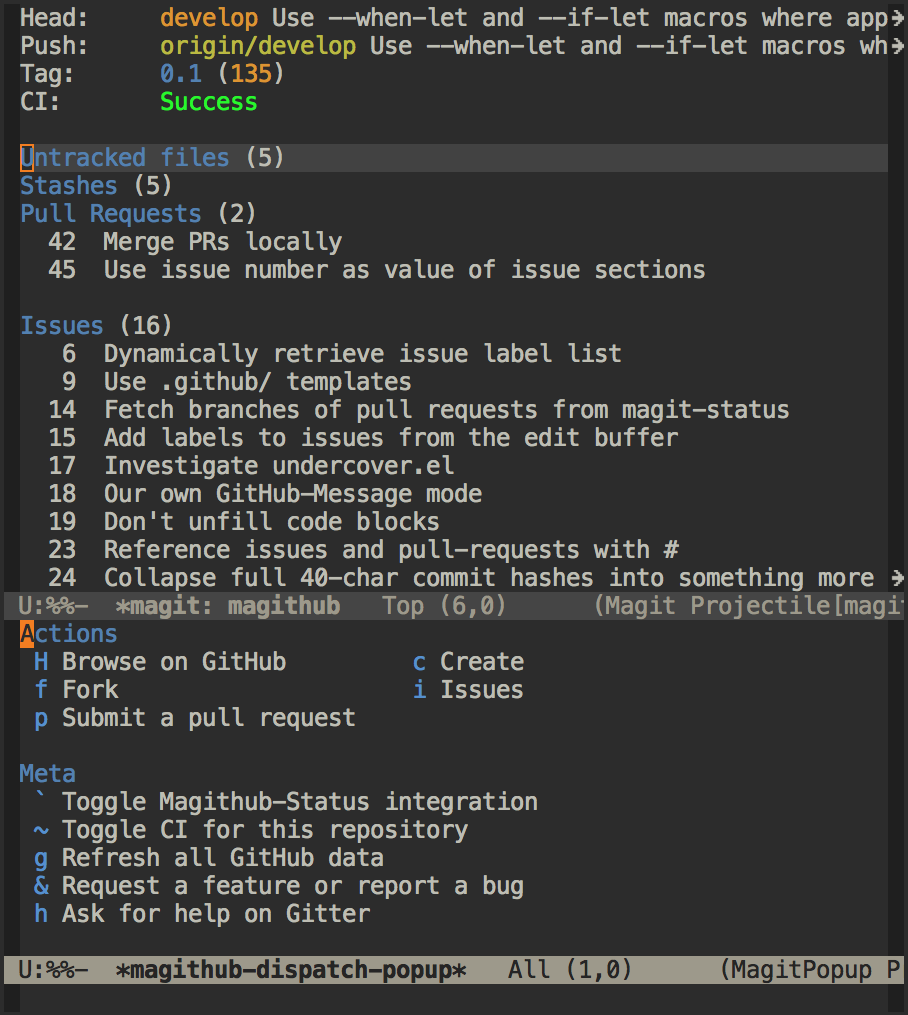 Head:     develop Use --when-let and --if-let macros where app
Push:     origin/develop Use --when-let and --if-let macros wh
Tag:      0.1 (135)
CI:       Success
Untracked files (5)
Stashes (5)
Pull Requests (2)
42  Merge PRs locally
45  Use issue number as value of issue sections
Issues (16)
6  Dynamically retrieve issue label list
9  Use .github/ templates
14  Fetch branches of pull requests from magit-status
15  Add labels to issues from the edit buffer
17  Investigate undercover.el
18  Our own GitHub-Message mode
19  Don't unfill code blocks
23  Reference issues and pull-requests with #
24  Collapse full 40-char commit hashes into something more
U:%%-  *magit: magithub   Top (6,0)      (Magit Projectile[magit
Actions
H Browse on GitHub         c Create
f Fork                     i Issues
p Submit a pull request
Meta
` Toggle Magithub-Status integration
~ Toggle CI for this repository
g Refresh all GitHub data
& Request a feature or report a bug
h Ask for help on Gitter
U:%%-  *magithub-dispatch-popup*   All (1,0)      (MagitPopup P